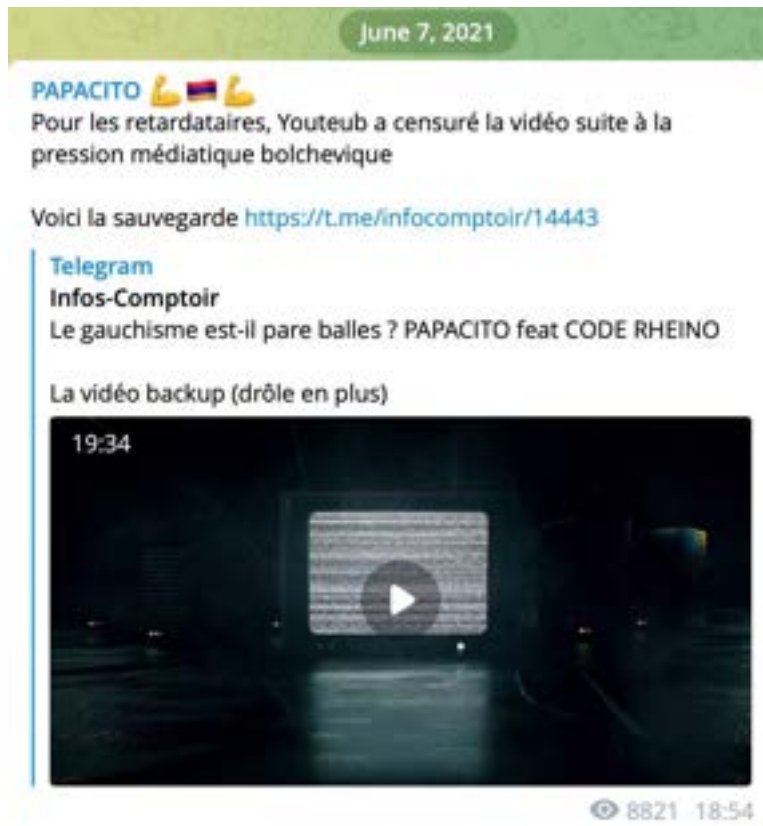 June 7, 2021
PAPACITO 💪🇦🇲💪
Pour les retardataires, Youteub a censuré la vidéo suite à la
pression médiatique bolchevique
Voici la sauvegarde https://t.me/infocomptoir/14443
Telegram
Infos-Comptoir
Le gauchisme est-il pare balles ? PAPACITO feat CODE RHEINO
La vidéo backup (drôle en plus)
19:34
8821 18:54